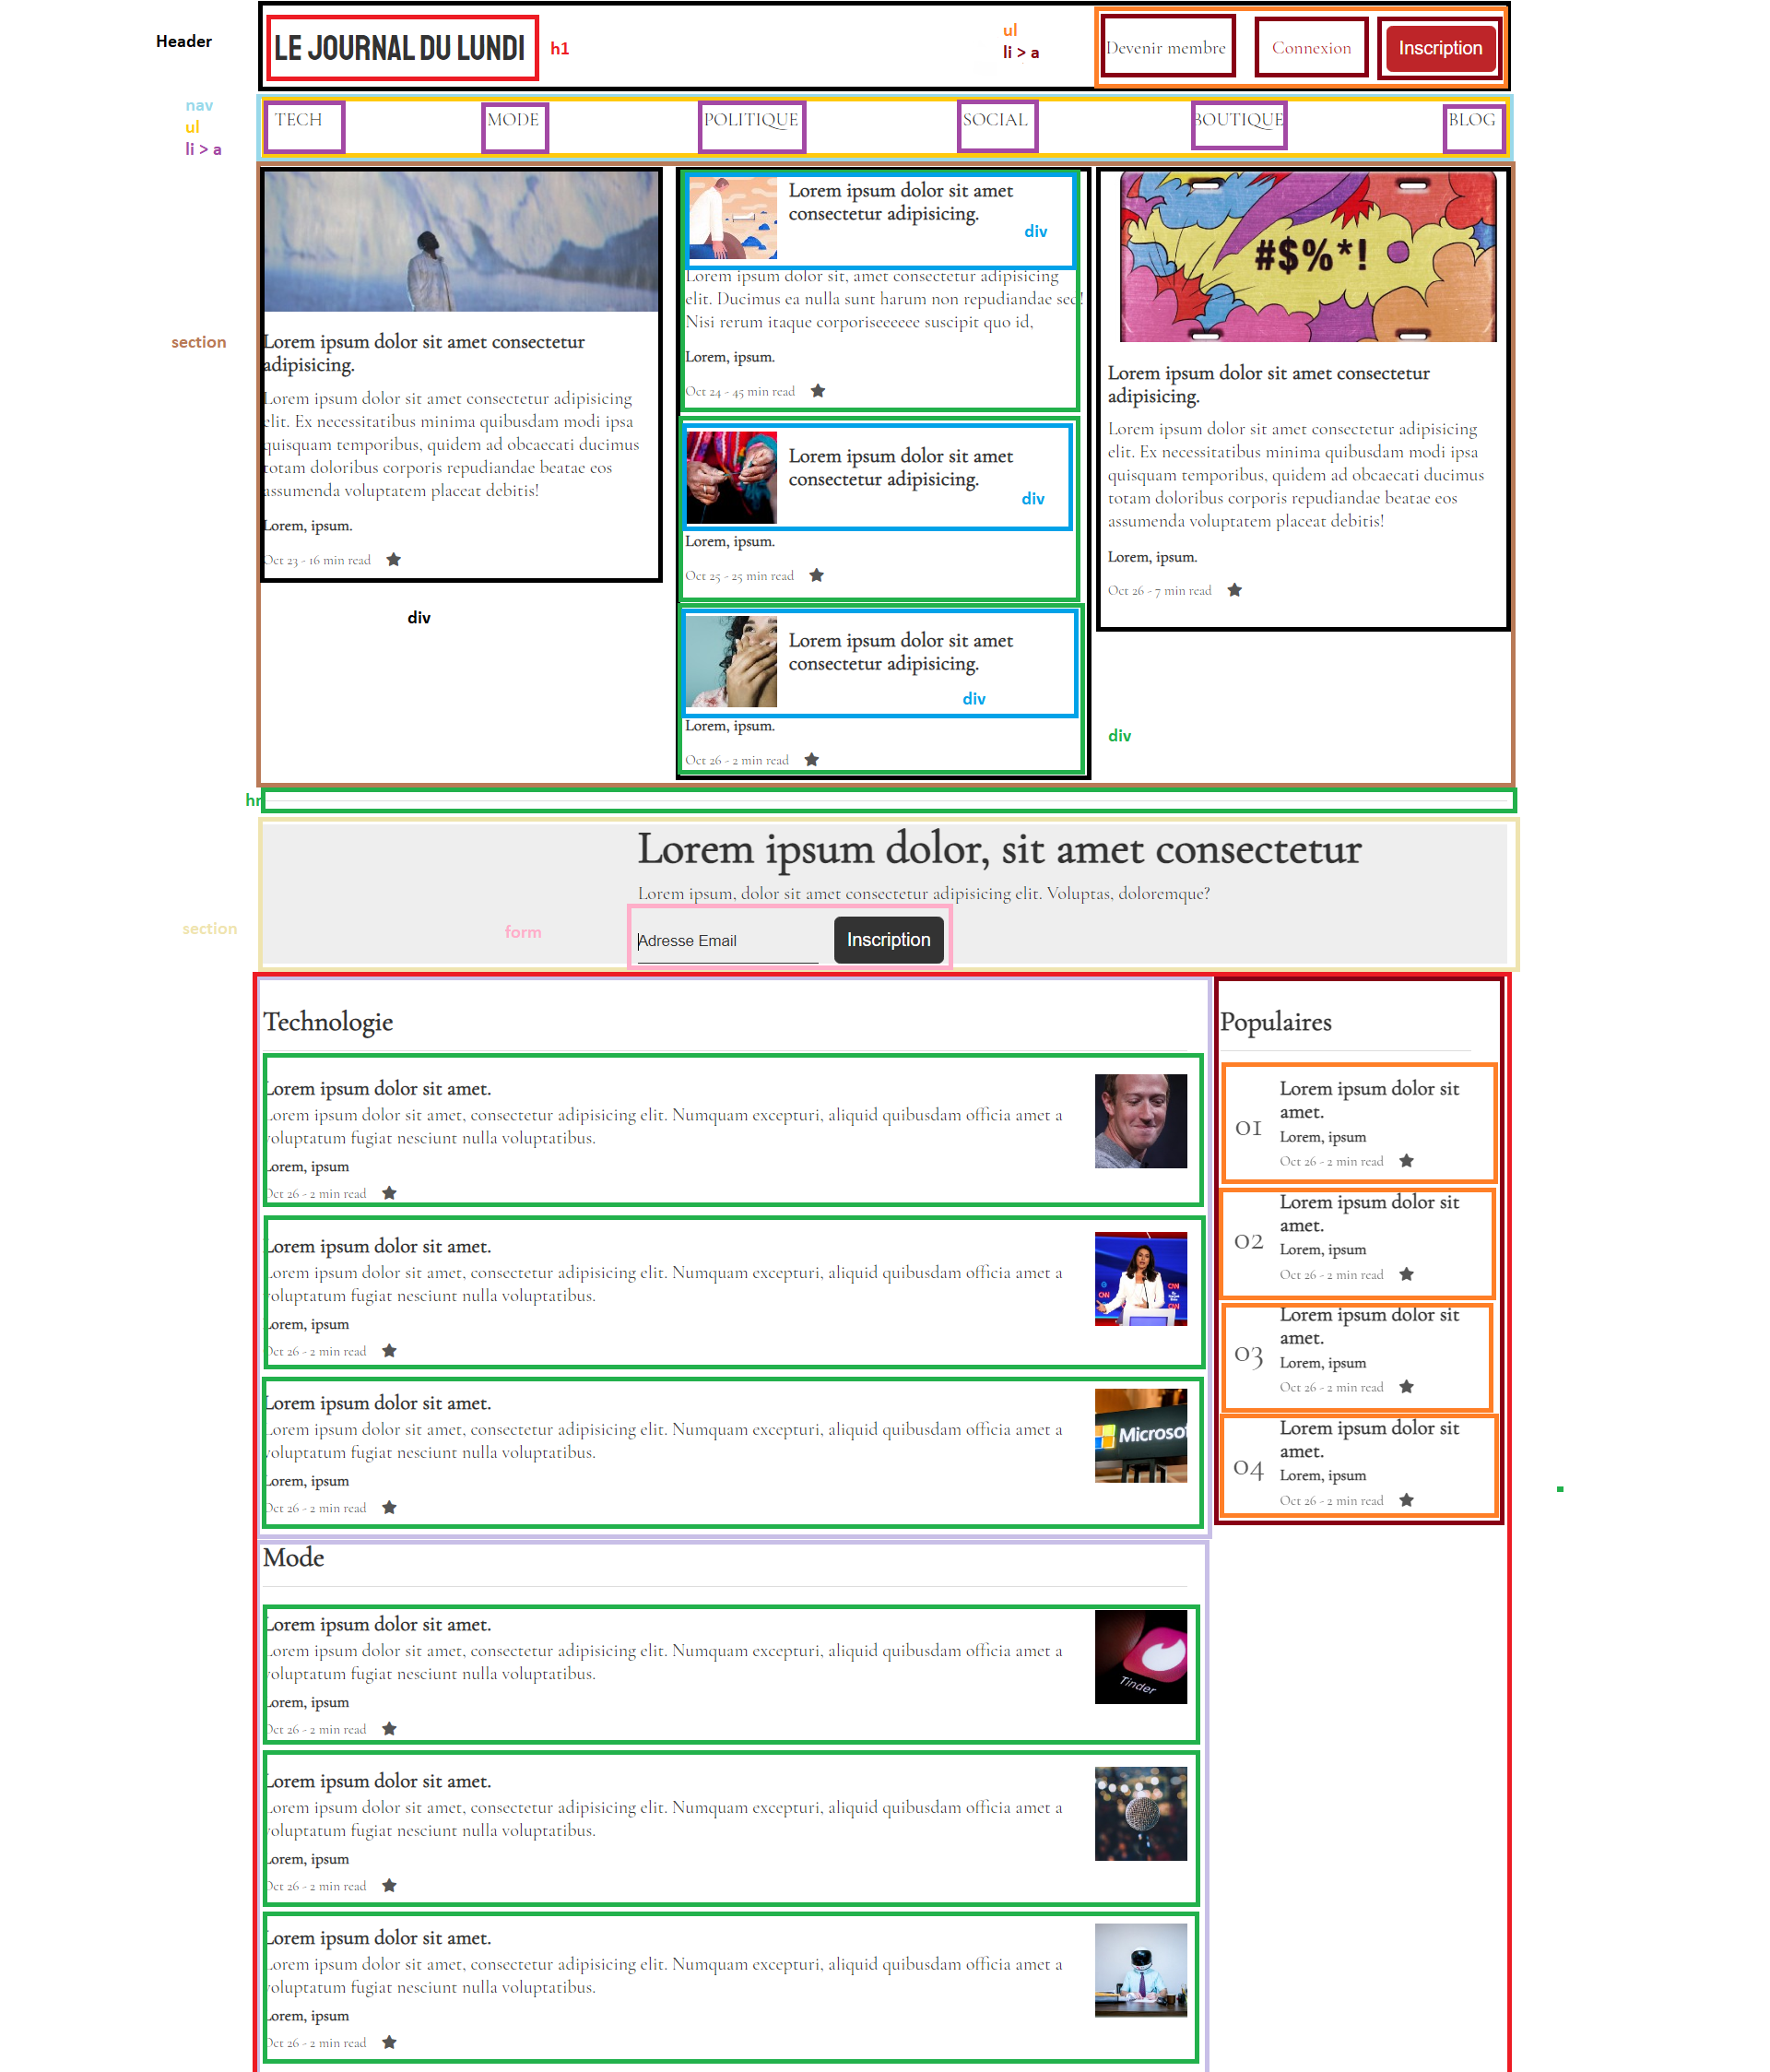 Header
LE JOURNAL DU LUNDI
h1
ul
li > a
Devenir membre
Connexion
Inscription
nav
ul
li > a
TECH
MODE
POLITIQUE
SOCIAL
BOUTIQUE
BLOG
section
Lorem ipsum dolor sit amet consectetur
adipisicing.
Lorem ipsum dolor sit amet consectetur adipisicing
elit. Ex necessitatibus minima quibusdam modi ipsa
quisquam temporibus, quidem ad obcaecati ducimus
totam doloribus corporis repudiandae beatae eos
assumenda voluptatem placeat debitis!
Lorem, ipsum.
Oct 23 - 16 min read
div
Lorem ipsum dolor sit amet
consectetur adipisicing.
div
Lorem ipsum dolor sit, amet consectetur adipisicing
elit. Ducimus ea nulla sunt harum non repudiandae sed!
Nisi rerum itaque corporiseeeeee suscipit quo id,
Lorem, ipsum.
Oct 24 - 45 min read
Lorem ipsum dolor sit amet
consectetur adipisicing.
div
Lorem, ipsum.
Oct 25 - 25 min read
Lorem ipsum dolor sit amet
consectetur adipisicing.
div
Lorem, ipsum.
Oct 26 - 2 min read
#$%*!
Lorem ipsum dolor sit amet consectetur
adipisicing.
Lorem ipsum dolor sit amet consectetur adipisicing
elit. Ex necessitatibus minima quibusdam modi ipsa
quisquam temporibus, quidem ad obcaecati ducimus
totam doloribus corporis repudiandae beatae eos
assumenda voluptatem placeat debitis!
Lorem, ipsum.
Oct 26 - 7 min read
div
hr
section
Lorem ipsum dolor, sit amet consectetur
Lorem ipsum, dolor sit amet consectetur adipisicing elit. Voluptas, doloremque?
form
Adresse Email
Inscription
Technologie
Lorem ipsum dolor sit amet.
Lorem ipsum dolor sit amet, consectetur adipisicing elit. Numquam excepturi, aliquid quibusdam officia amet a
voluptatum fugiat nesciunt nulla voluptatibus.
Lorem, ipsum
Oct 26 - 2 min read
Lorem ipsum dolor sit amet.
Lorem ipsum dolor sit amet, consectetur adipisicing elit. Numquam excepturi, aliquid quibusdam officia amet a
voluptatum fugiat nesciunt nulla voluptatibus.
Lorem, ipsum
Oct 26 - 2 min read
CNN
CNN
CNN
Lorem ipsum dolor sit amet.
Lorem ipsum dolor sit amet, consectetur adipisicing elit. Numquam excepturi, aliquid quibusdam officia amet a
voluptatum fugiat nesciunt nulla voluptatibus.
Lorem, ipsum
Oct 26 - 2 min read
Microsof
Populaires
01
Lorem ipsum dolor sit
amet.
Lorem, ipsum
Oct 26 - 2 min read
02
Lorem ipsum dolor sit
amet.
Lorem, ipsum
Oct 26 - 2 min read
03
Lorem ipsum dolor sit
amet.
Lorem, ipsum
Oct 26 - 2 min read
04
Lorem ipsum dolor sit
amet.
Lorem, ipsum
Oct 26 - 2 min read
Mode
Lorem ipsum dolor sit amet.
Lorem ipsum dolor sit amet, consectetur adipisicing elit. Numquam excepturi, aliquid quibusdam officia amet a
voluptatum fugiat nesciunt nulla voluptatibus.
Lorem, ipsum
Oct 26 - 2 min read
Tinder
Lorem ipsum dolor sit amet.
Lorem ipsum dolor sit amet, consectetur adipisicing elit. Numquam excepturi, aliquid quibusdam officia amet a
voluptatum fugiat nesciunt nulla voluptatibus.
Lorem, ipsum
Oct 26 - 2 min read
Lorem ipsum dolor sit amet.
Lorem ipsum dolor sit amet, consectetur adipisicing elit. Numquam excepturi, aliquid quibusdam officia amet a
voluptatum fugiat nesciunt nulla voluptatibus.
Lorem, ipsum
Oct 26 - 2 min read